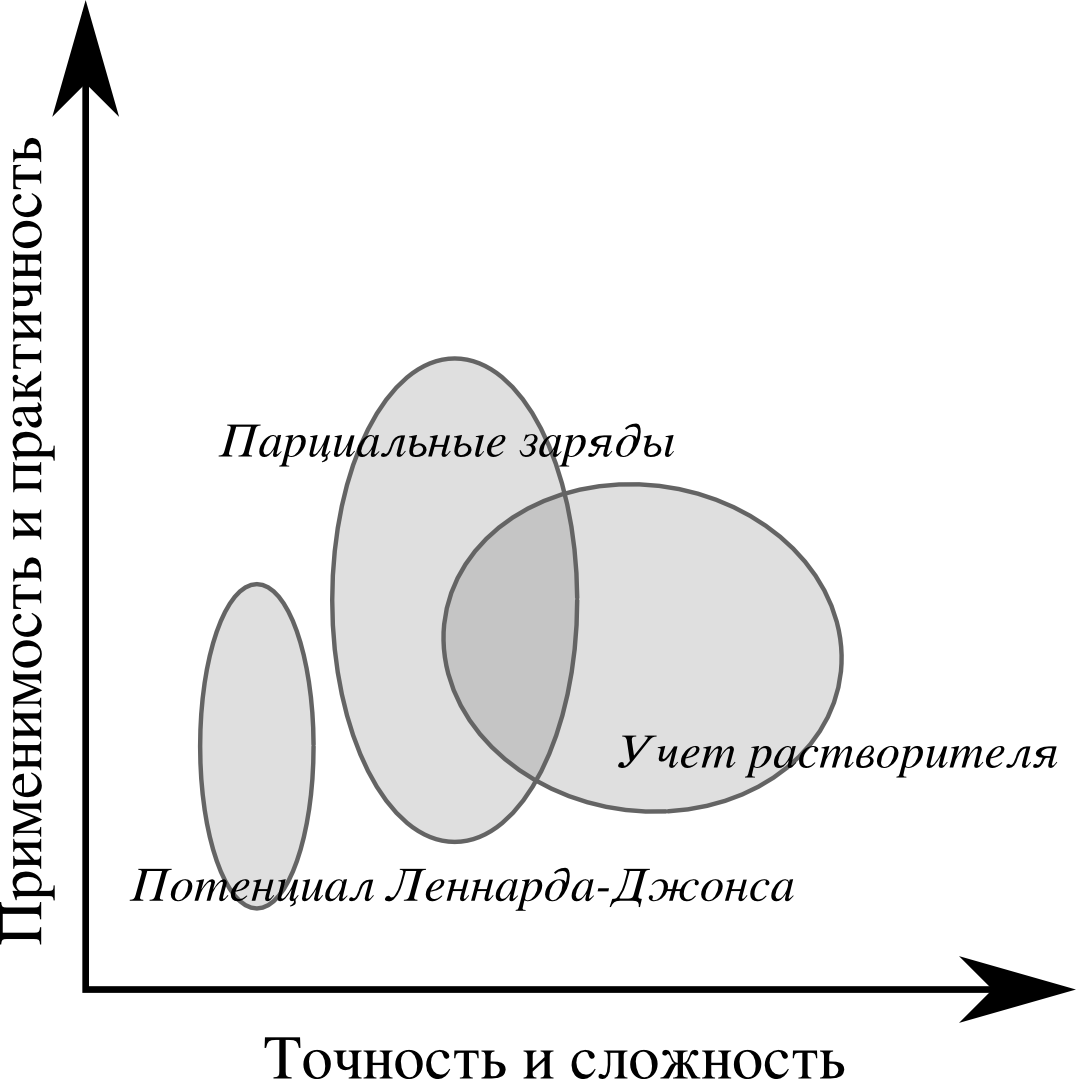 Применимость и практичность
Парциальные заряды
Учет растворителя
Потенциал Леннарда-Джонса
Точность и сложность